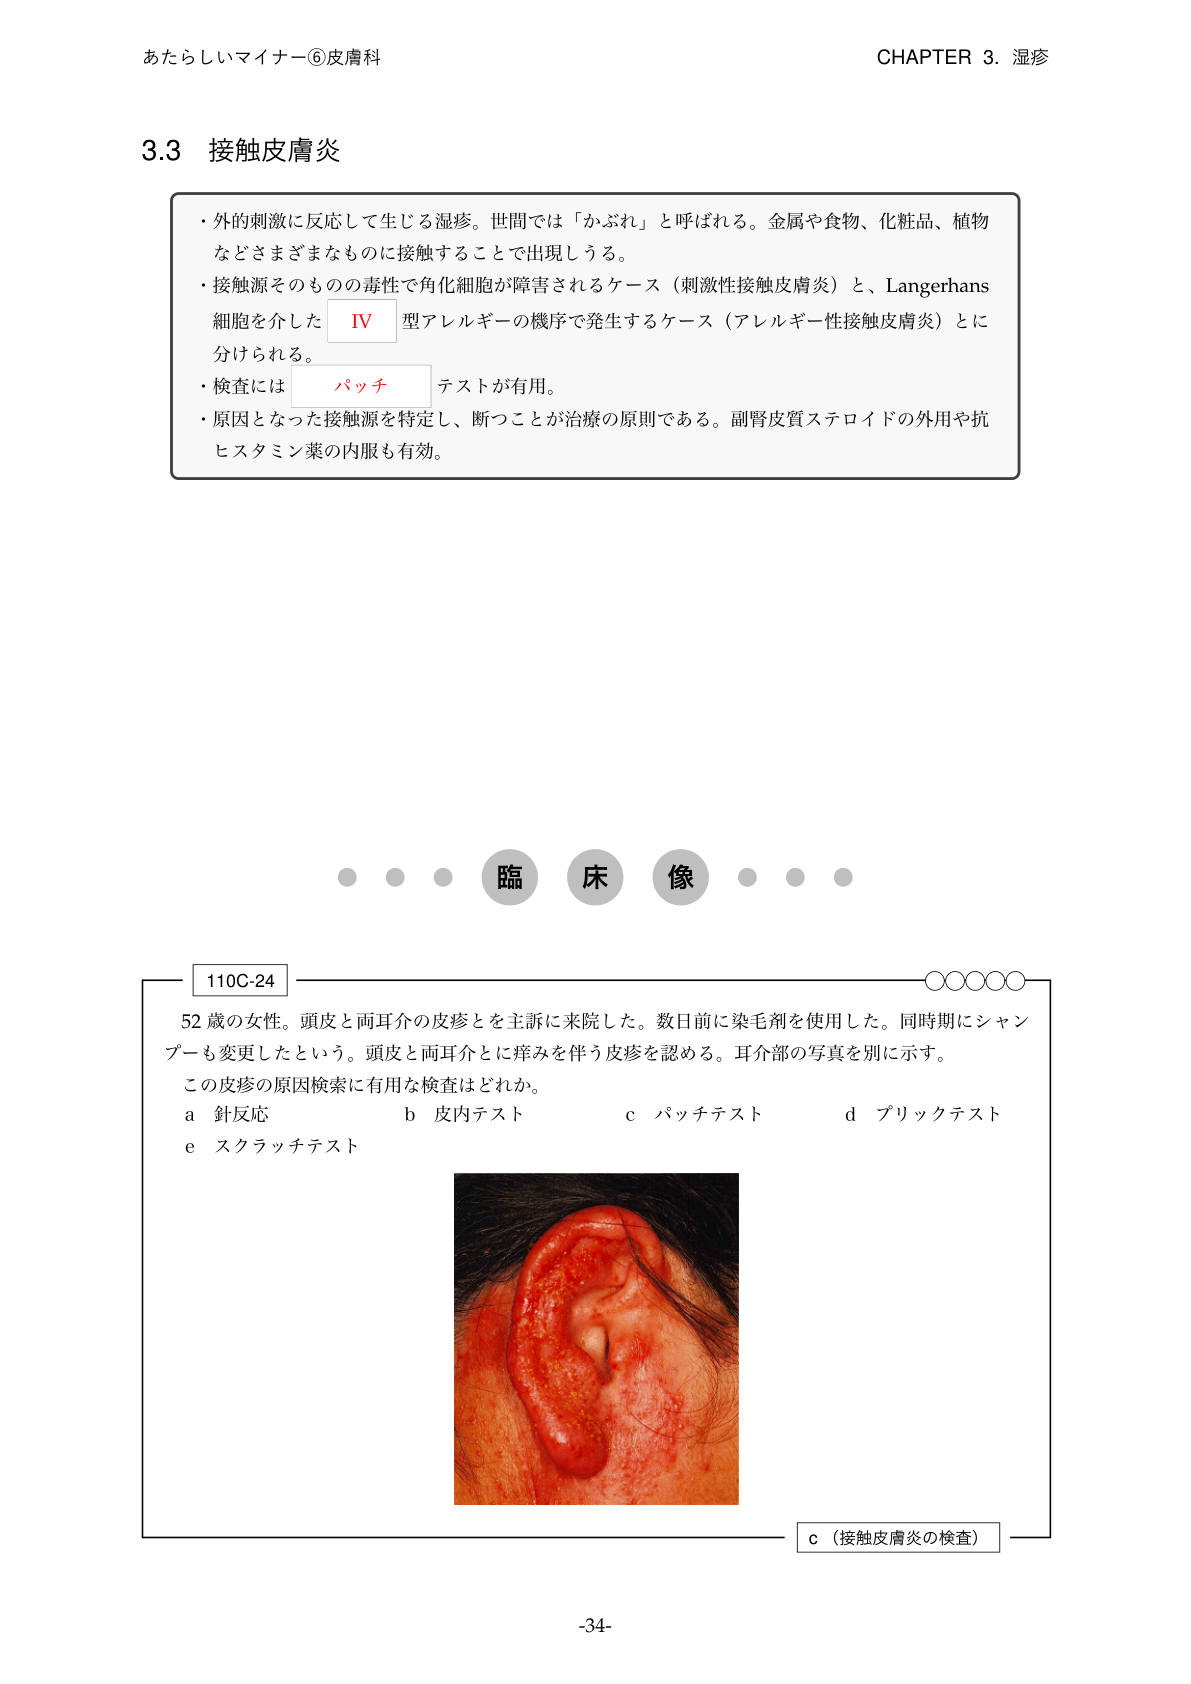 あたらしいマイナー⑥皮膚科
CHAPTER 3. 湿疹
3.3 接触皮膚炎
・外的刺激に反応して生じる湿疹。世間では「かぶれ」と呼ばれる。金属や食物、化粧品、植物
などさまざまなものに接触することで出現しうる。
・接触源そのものの毒性で角化細胞が障害されるケース（刺激性接触皮膚炎）と、Langerhans
細胞を介した IV 型アレルギーの機序で発生するケース（アレルギー性接触皮膚炎）とに
分けられる。
・検査には パッチ テストが有用。
・原因となった接触源を特定し、断つことが治療の原則である。副腎皮質ステロイドの外用や抗
ヒスタミン薬の内服も有効。
臨床像
110C-24
52 歳の女性。頭皮と両耳介の皮疹とを主訴に来院した。数日前に染毛剤を使用した。同時期にシャン
プーも変更したという。頭皮と両耳介とに痒みを伴う皮疹を認める。耳介部の写真を別に示す。
この皮疹の原因検索に有用な検査はどれか。
a 針反応 b 皮内テスト c パッチテスト d プリックテスト
e スクラッチテスト
c（接触皮膚炎の検査）
-34-